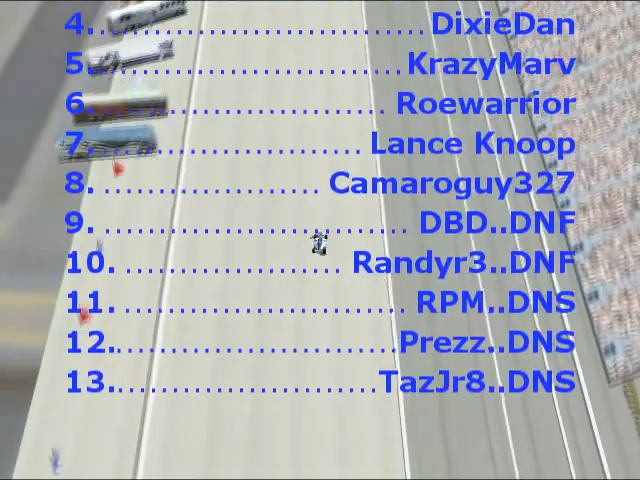 4.................................. DixieDan
5................................KrazyMarv
6. ............................. Roewarrior
7. ......................... Lance Knoop
8. .................... Camaroguy327
9. ............................ DBD..DNF
10. .................... Randyr3..DNF
11. ........................... RPM..DNS
12............................Prezz..DNS
13..........................TazJr8..DNS